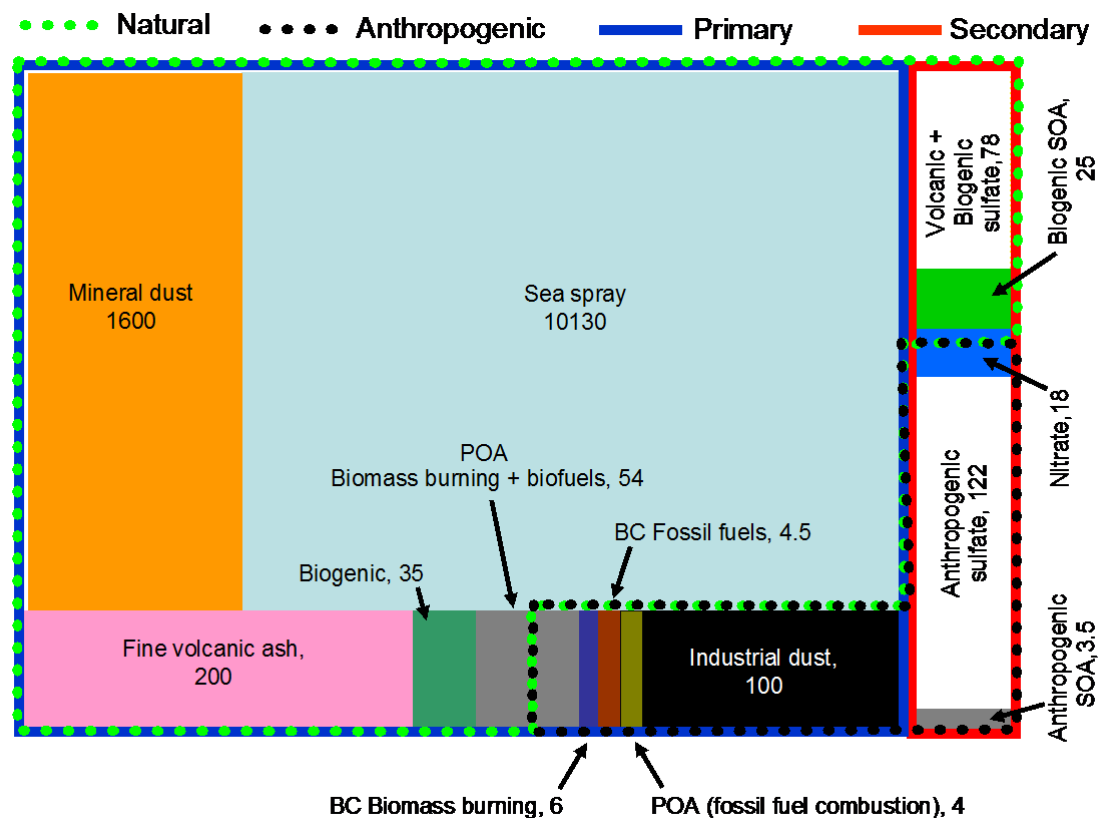 Natural
Anthropogenic
Primary
Secondary
Mineral dust
1600
Sea spray
10130
Volcanic +
Biogenic
sulfate,78
Biogenic SOA,
25
Nitrate,18
POA
Biomass burning + biofuels, 54
BC Fossil fuels, 4.5
Biogenic, 35
Anthropogenic
sulfate, 122
Anthropogenic
SOA,3.5
Fine volcanic ash,
200
Industrial dust,
100
BC Biomass burning, 6
POA (fossil fuel combustion), 4